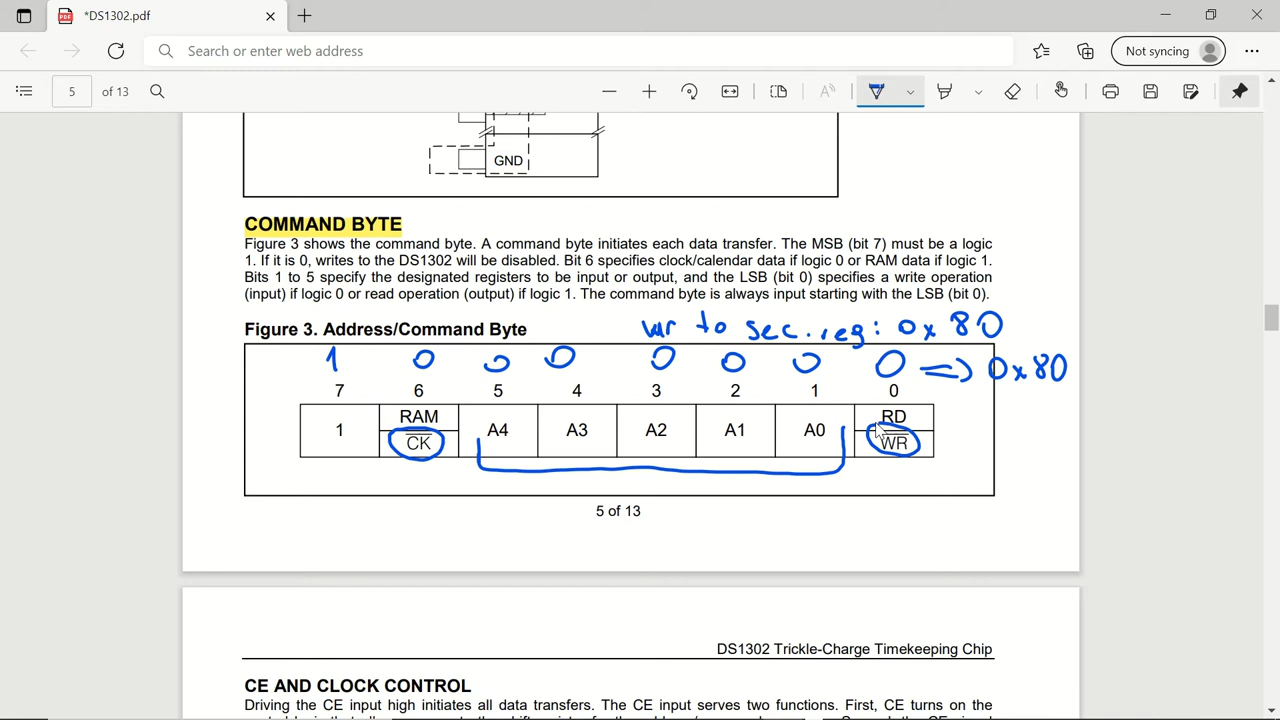 *DS1302.pdf
Search or enter web address
Not syncing
5 of 13
GND
COMMAND BYTE
Figure 3 shows the command byte. A command byte initiates each data transfer. The MSB (bit 7) must be a logic
1. If it is 0, writes to the DS1302 will be disabled. Bit 6 specifies clock/calendar data if logic 0 or RAM data if logic 1.
Bits 1 to 5 specify the designated registers to be input or output, and the LSB (bit 0) specifies a write operation
(input) if logic 0 or read operation (output) if logic 1. The command byte is always input starting with the LSB (bit 0).
Figure 3. Address/Command Byte
wr to sec. reg: 0x80
1 0 0 0 0 0 0 0 => 0x80
7 6 5 4 3 2 1 0
RAM RD
1 A4 A3 A2 A1 A0
CK WR
5 of 13
DS1302 Trickle-Charge Timekeeping Chip
CE AND CLOCK CONTROL
Driving the CE input high initiates all data transfers. The CE input serves two functions. First, CE turns on the